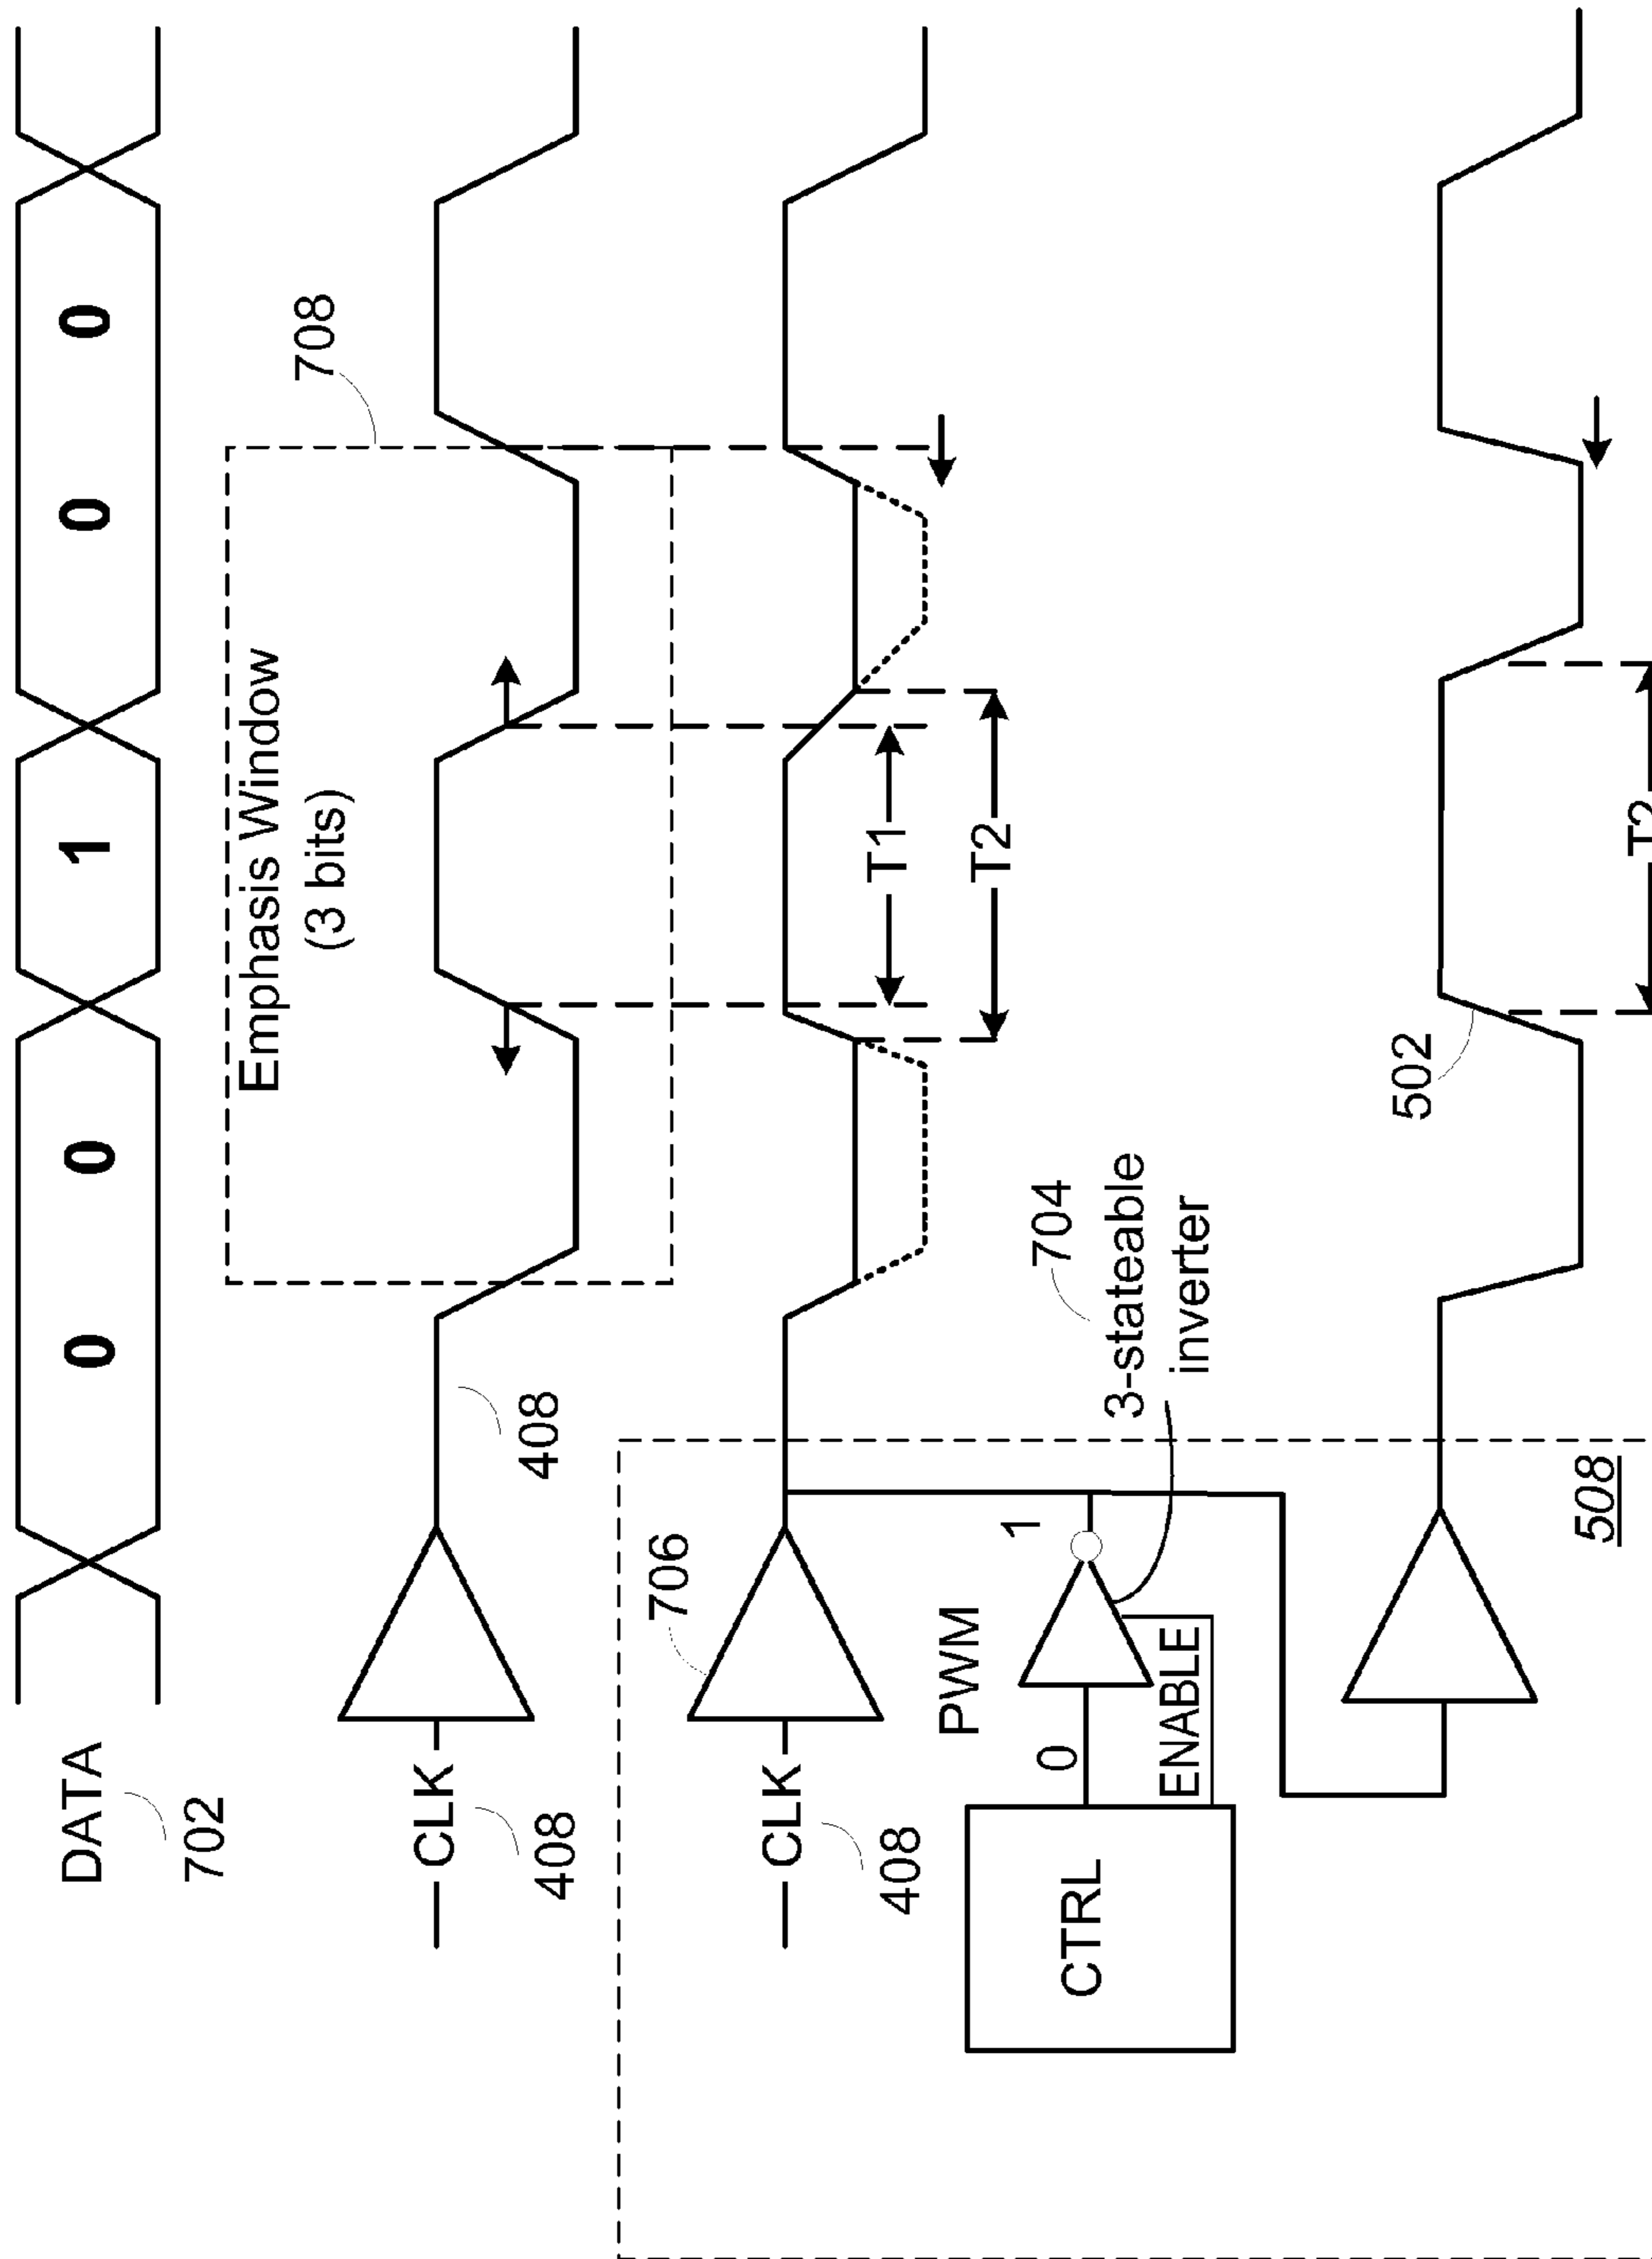 DATA
702
0 0 1 0 0
Emphasis Window
(3 bits)
708
CLK
408
408
706
CLK
408
T1
T2
PWM
CTRL
0
1
ENABLE
704
3-stateable
inverter
502
T2
508